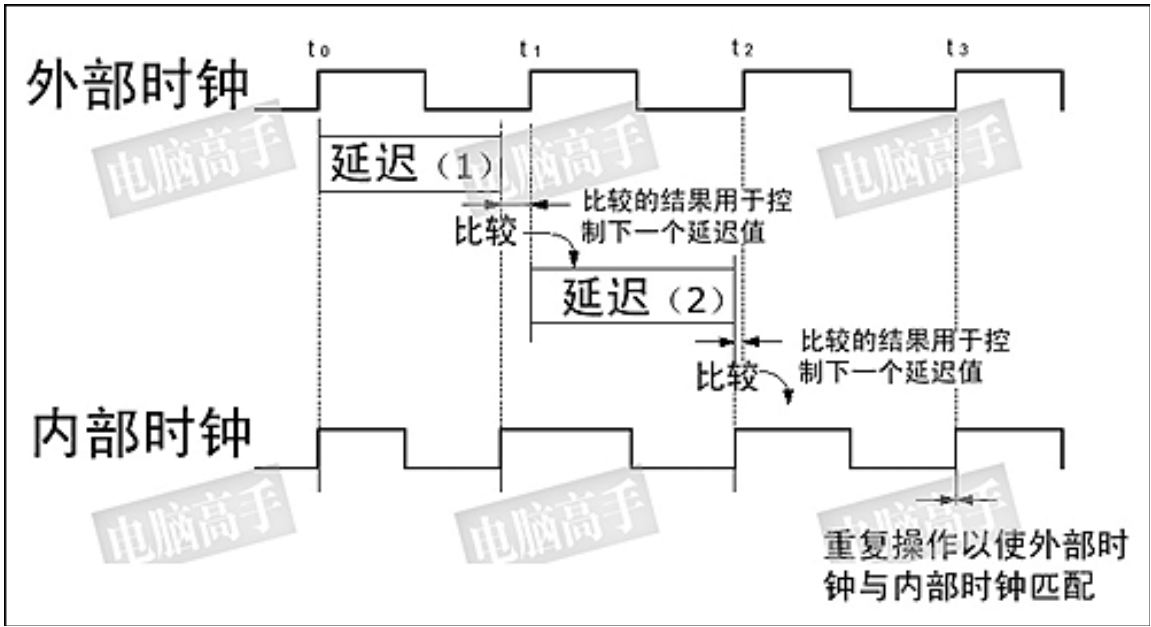 t0 t1 t2 t3
外部时钟
电脑高手 电脑高手 电脑高手
延迟（1）
比较的结果用于控
制下一个延迟值
比较
延迟（2）
比较的结果用于控
制下一个延迟值
比较
内部时钟
电脑高手 电脑高手 电脑高手
重复操作以使外部时
钟与内部时钟匹配